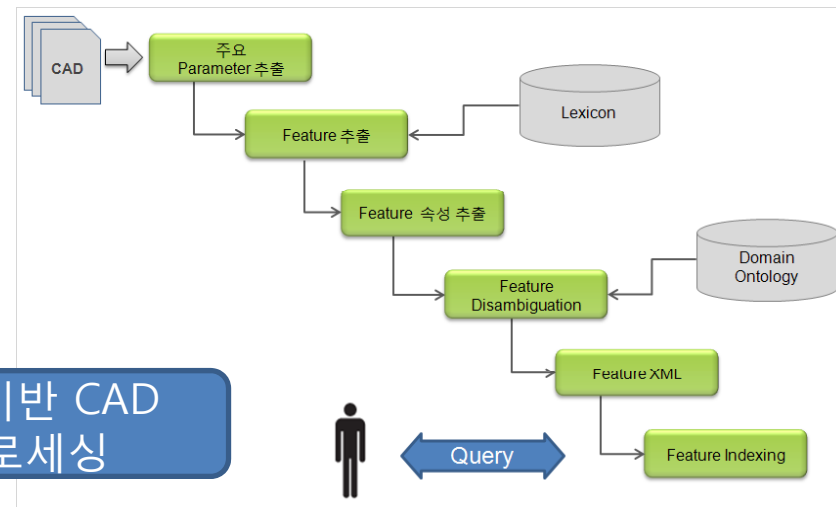 CAD
주요
Parameter 추출
Feature 추출
Lexicon
Feature 속성 추출
Domain
Ontology
Feature
Disambiguation
Feature XML
기반 CAD
로세싱
Query
Feature Indexing